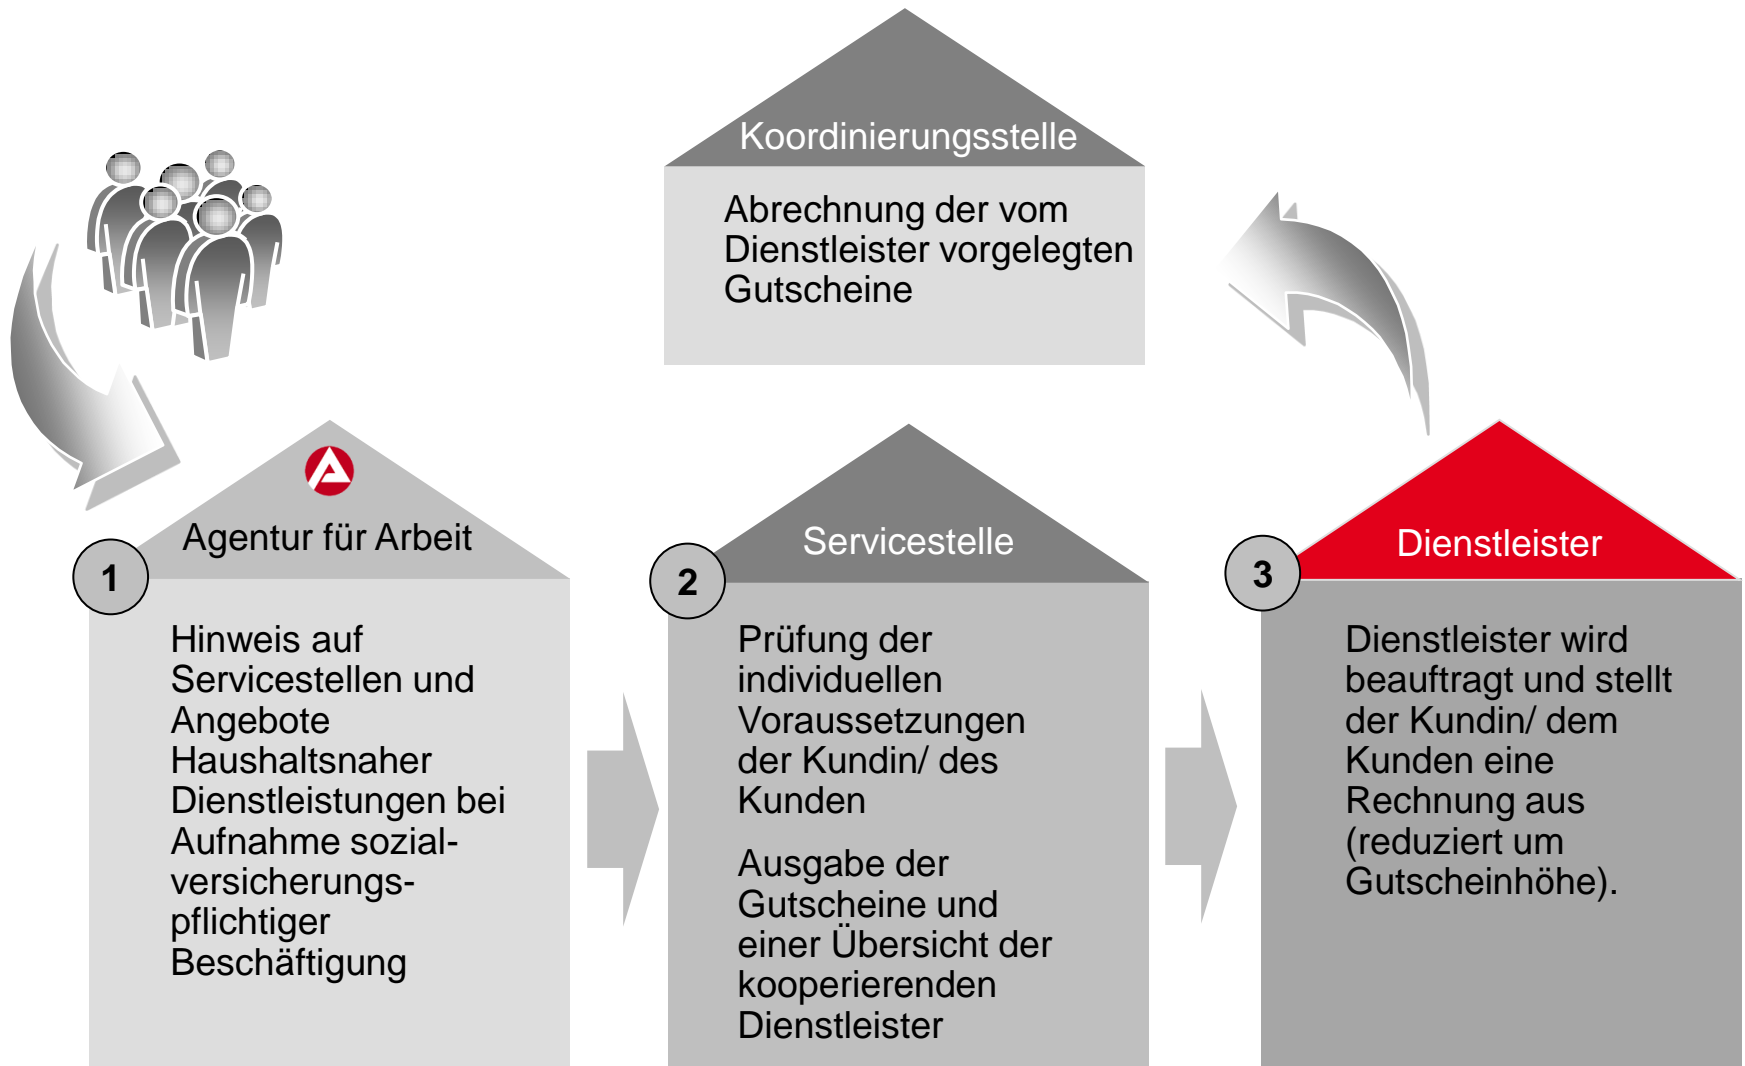 Koordinierungsstelle
Abrechnung der vom
Dienstleister vorgelegten
Gutscheine
Agentur für Arbeit
1
Hinweis auf
Servicestellen und
Angebote
Haushaltsnaher
Dienstleistungen bei
Aufnahme sozial-
versicherungs-
pflichtiger
Beschäftigung
Servicestelle
2
Prüfung der
individuellen
Voraussetzungen
der Kundin/ des
Kunden
Ausgabe der
Gutscheine und
einer Übersicht der
kooperierenden
Dienstleister
Dienstleister
3
Dienstleister wird
beauftragt und stellt
der Kundin/ dem
Kunden eine
Rechnung aus
(reduziert um
Gutscheinhöhe).